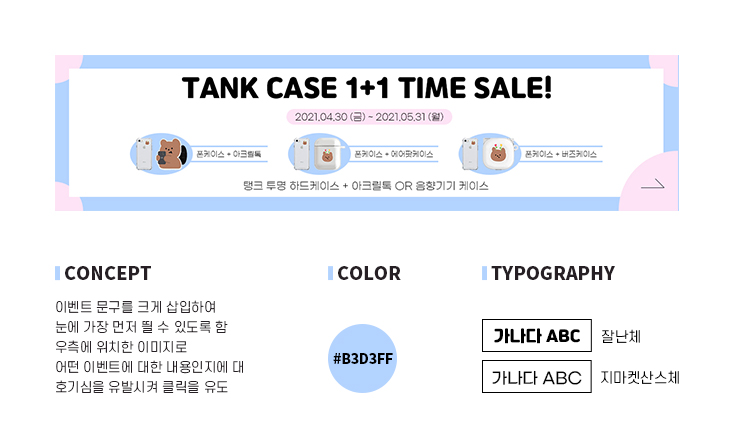 TANK CASE 1+1 TIME SALE!
2021.04.30 (금) ~ 2021.05.31 (월)
폰케이스 + 아크릴톡
폰케이스 + 에어팟케이스
폰케이스 + 버즈케이스
탱크 투명 하드케이스 + 아크릴톡 OR 음향기기 케이스
CONCEPT
이벤트 문구를 크게 삽입하여
눈에 가장 먼저 띌 수 있도록 함
우측에 위치한 이미지로
어떤 이벤트에 대한 내용인지에 대
호기심을 유발시켜 클릭을 유도
COLOR
#B3D3FF
TYPOGRAPHY
가나다 ABC
잘난체
가나다 ABC
지마켓산스체